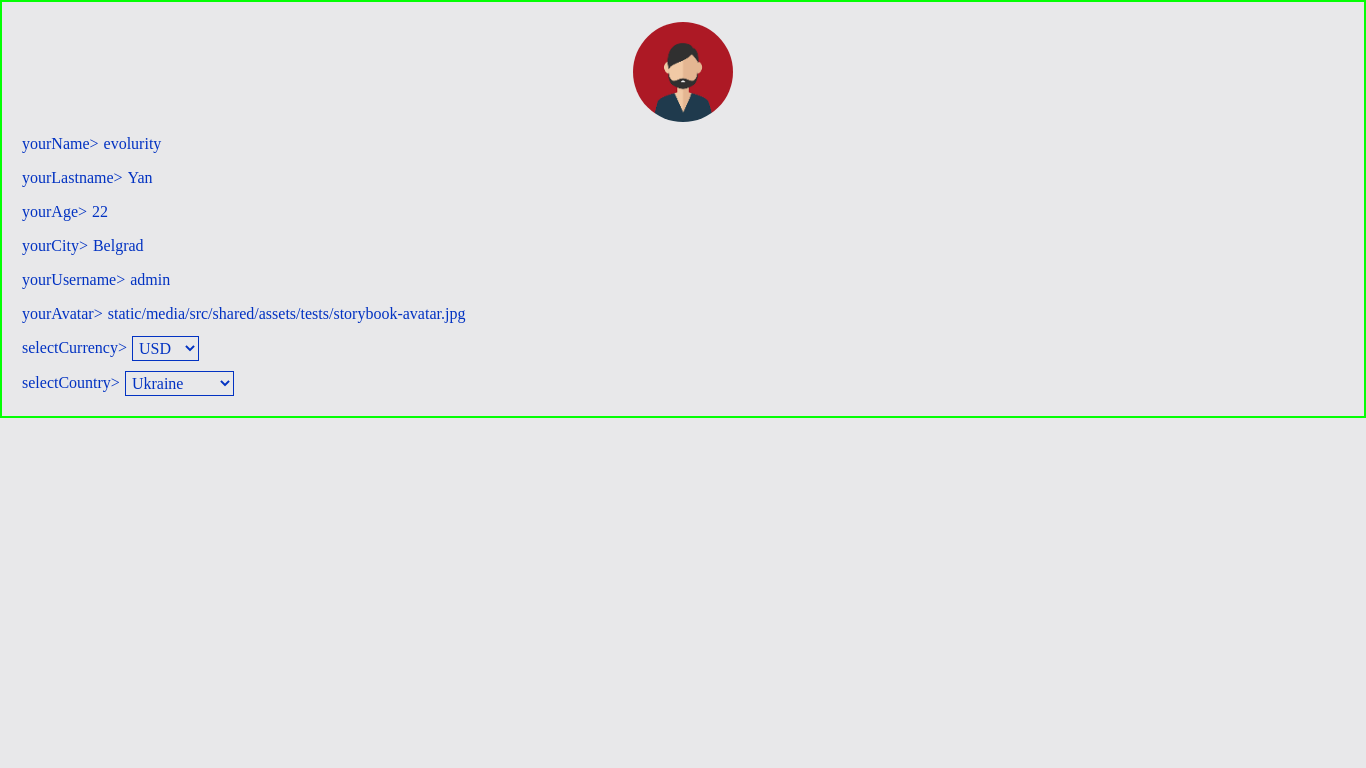 yourName> evolurity
yourLastname> Yan
yourAge> 22
yourCity> Belgrad
yourUsername> admin
yourAvatar> static/media/src/shared/assets/tests/storybook-avatar.jpg
selectCurrency> USD
selectCountry> Ukraine